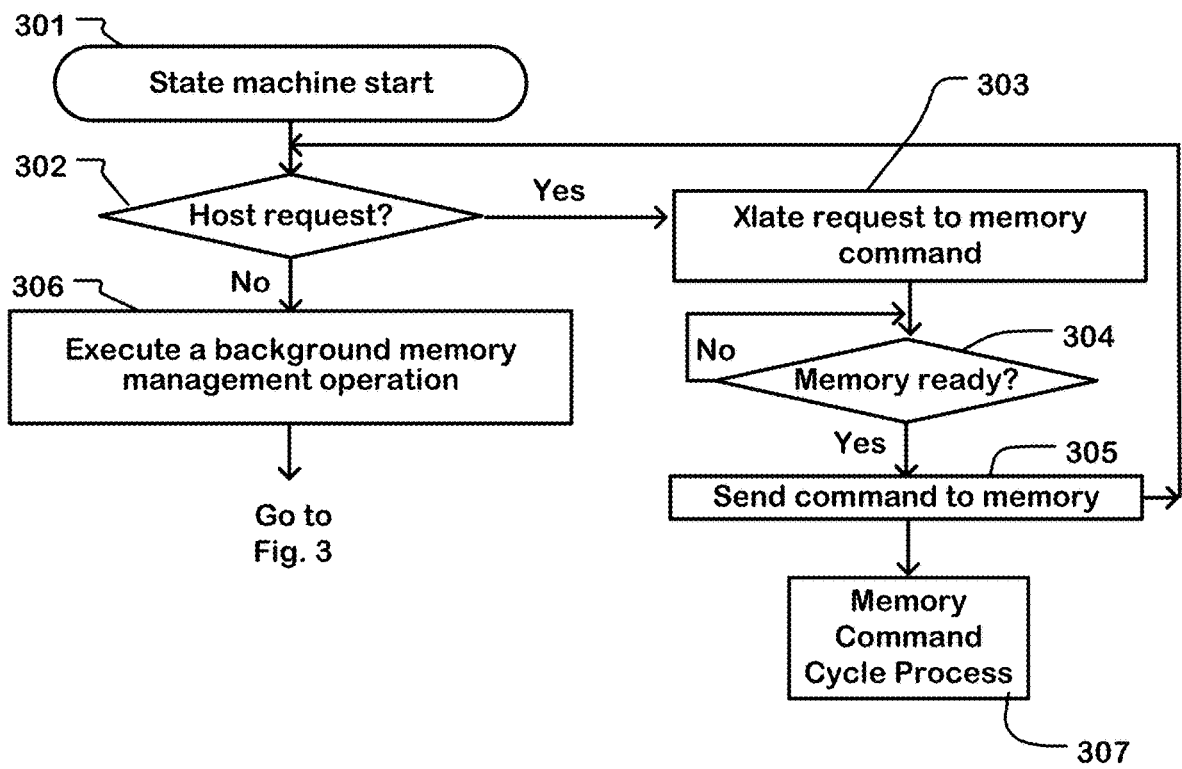 301
State machine start
303
302
Host request?
Yes
Xlate request to memory
command
No
306
Execute a background memory
management operation
304
No
Memory ready?
Yes
305
Send command to memory
Go to
Fig. 3
Memory
Command
Cycle Process
307